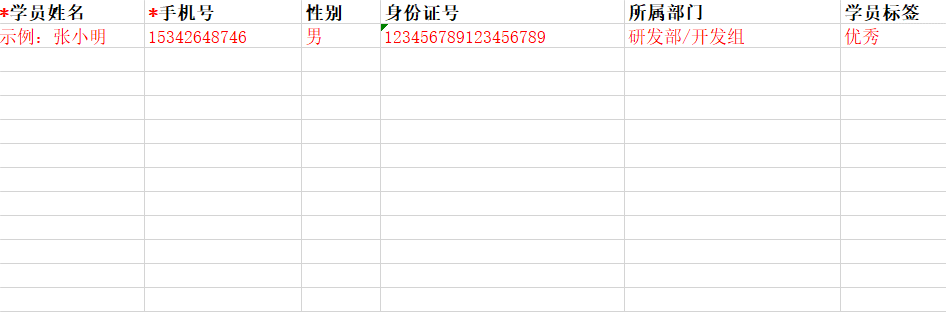 *学员姓名 *手机号 性别 身份证号 所属部门 学员标签
示例：张小明 15342648746 男 123456789123456789 研发部/开发组 优秀